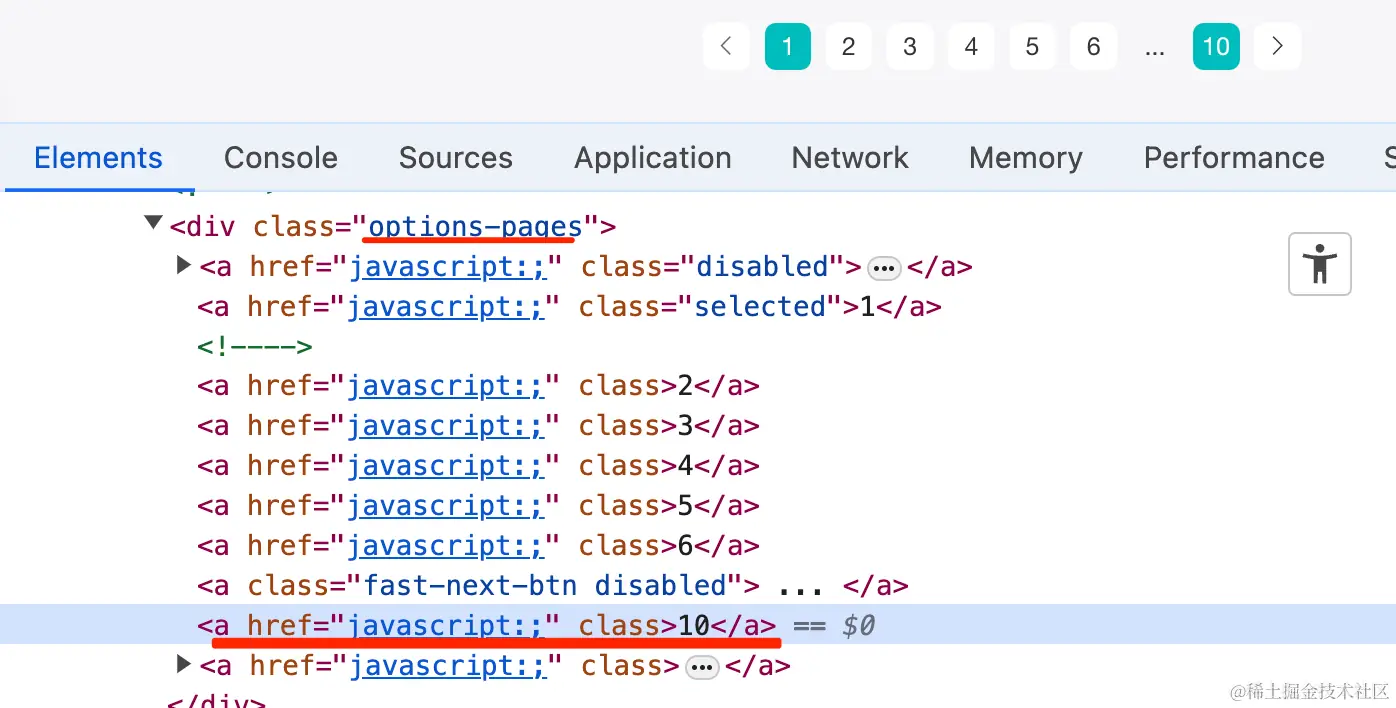 < 1 2 3 4 5 6 ... 10 >
Elements Console Sources Application Network Memory Performance S
▼<div class="options-pages">
▶<a href="javascript:;" class="disabled">…</a>
<a href="javascript:;" class="selected">1</a>
<!---->
<a href="javascript:;" class>2</a>
<a href="javascript:;" class>3</a>
<a href="javascript:;" class>4</a>
<a href="javascript:;" class>5</a>
<a href="javascript:;" class>6</a>
<a class="fast-next-btn disabled"> ... </a>
<a href="javascript:;" class>10</a> == $0
▶<a href="javascript:;" class>…</a>
</div>
@稀土掘金技术社区